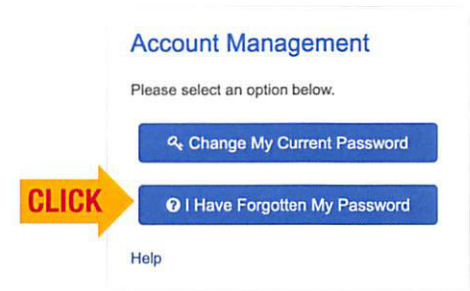 Account Management
Please select an option below.
Change My Current Password
CLICK
I Have Forgotten My Password
Help